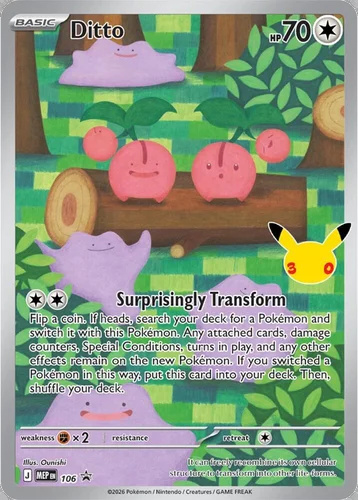 BASIC
Ditto
HP 70
30
Surprisingly Transform
Flip a coin. If heads, search your deck for a Pokémon and
switch it with this Pokémon. Any attached cards, damage
counters, Special Conditions, turns in play, and any other
effects remain on the new Pokémon. If you switched a
Pokémon in this way, put this card into your deck. Then,
shuffle your deck.
weakness ×2 resistance retreat
Illus. Ounishi
J MEP EN 106
It can freely recombine its own cellular
structure to transform into other life-forms.
©2026 Pokémon / Nintendo / Creatures / GAME FREAK